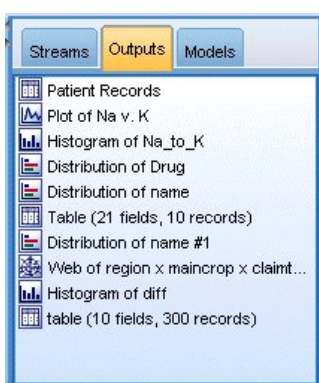 Streams Outputs Models
Patient Records
Plot of Na v. K
Histogram of Na_to_K
Distribution of Drug
Distribution of name
Table (21 fields, 10 records)
Distribution of name #1
Web of region x maincrop x claimt...
Histogram of diff
table (10 fields, 300 records)